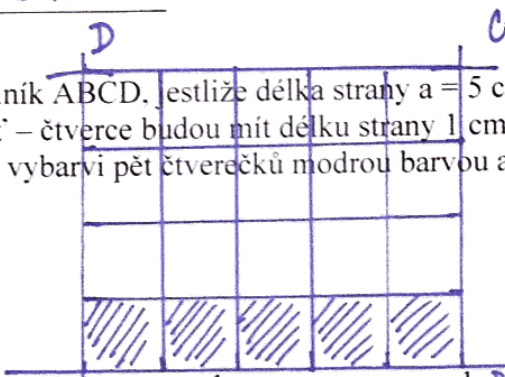 D C
ník ABCD, jestliže délka strany a = 5 c
– čtverce budou mít délku strany 1 cm
vybarvi pět čtverečků modrou barvou a